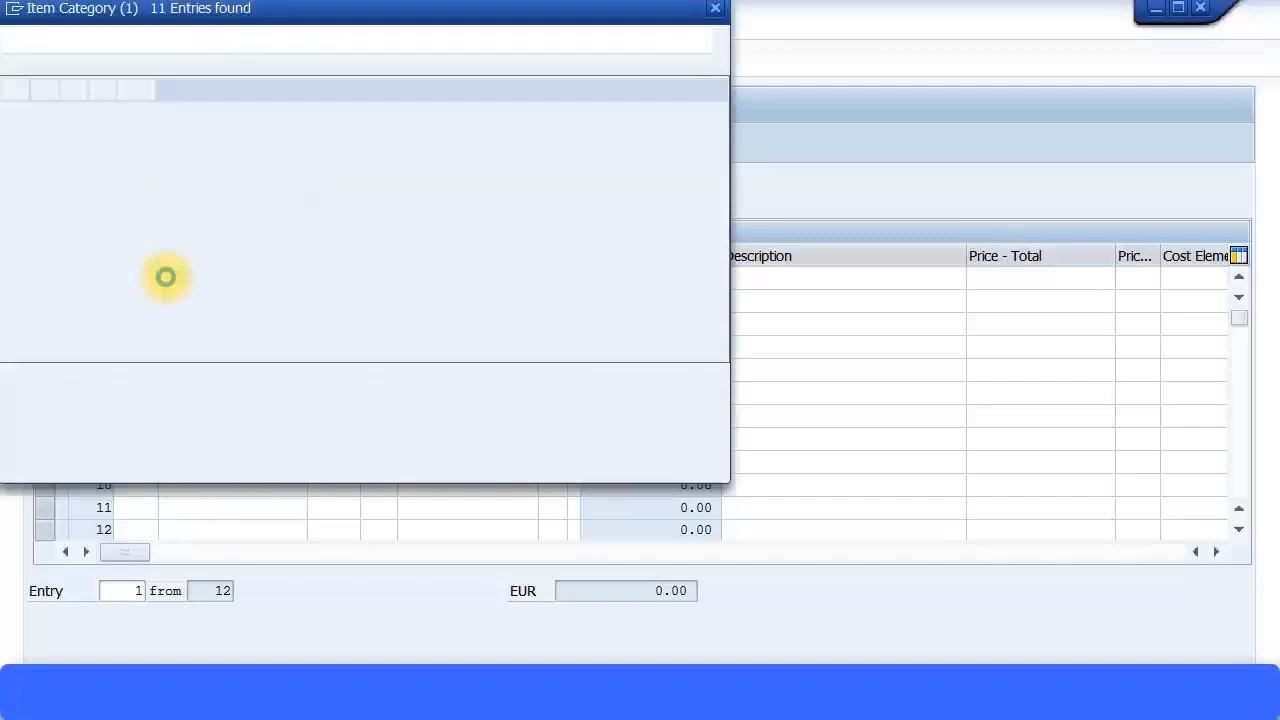 Item Category (1) 11 Entries found
Description Price - Total Pric... Cost Eleme
10 0.00
11 0.00
12 0.00
Entry 1 from 12 EUR 0.00